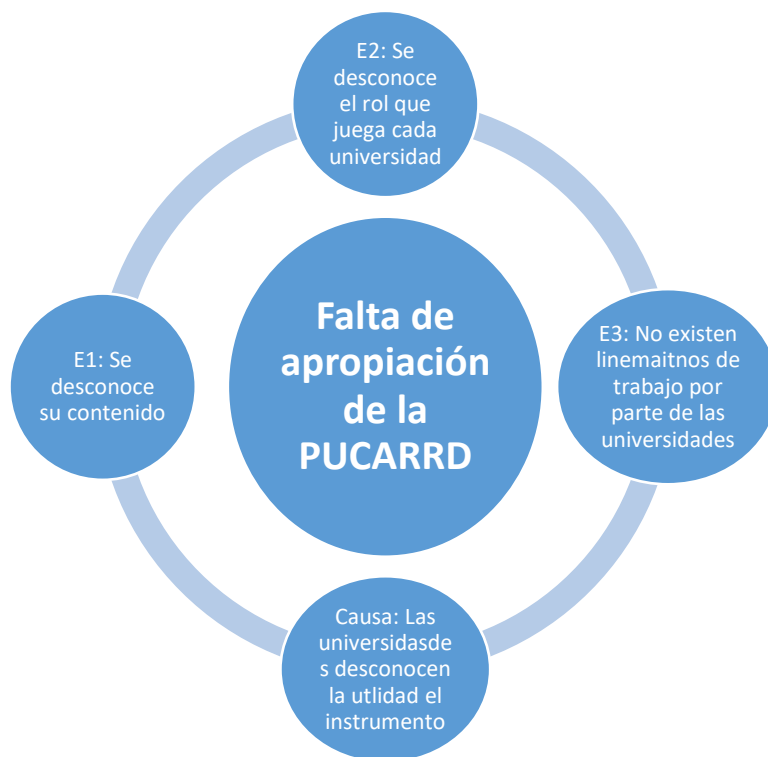 E2: Se
desconoce
el rol que
juega cada
universidad
Falta de
apropiación
de la
PUCARRD
E1: Se
desconoce
su contenido
E3: No existen
linemaitnos de
trabajo por
parte de las
universidades
Causa: Las
universidasde
s desconocen
la utlidad el
instrumento